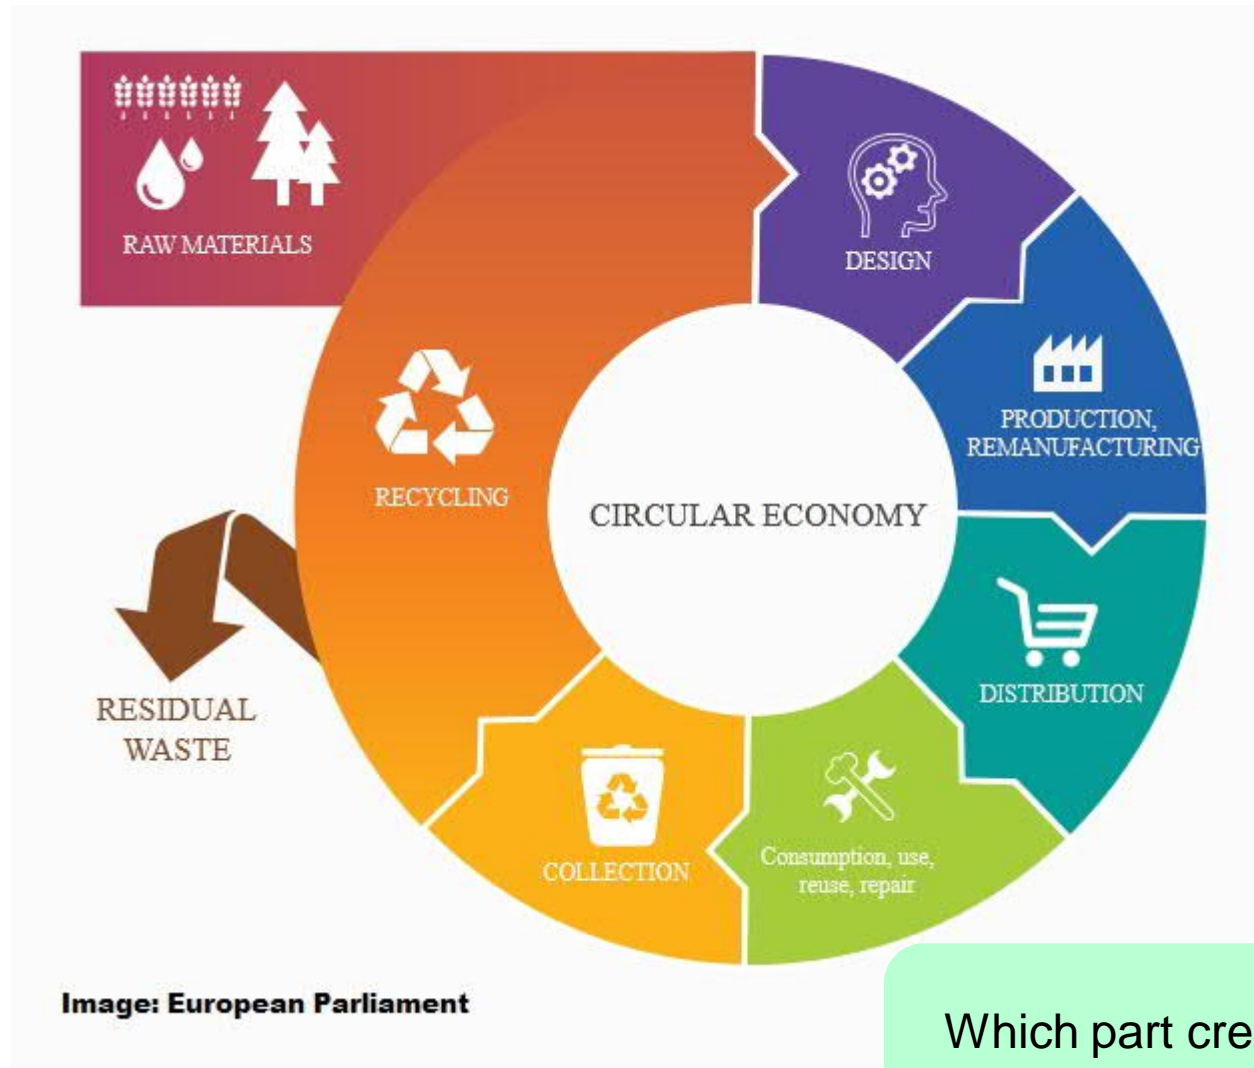 RAW MATERIALS
DESIGN
PRODUCTION,
REMANUFACTURING
RECYCLING
CIRCULAR ECONOMY
DISTRIBUTION
RESIDUAL
WASTE
COLLECTION
Consumption, use,
reuse, repair
Image: European Parliament
Which part cre